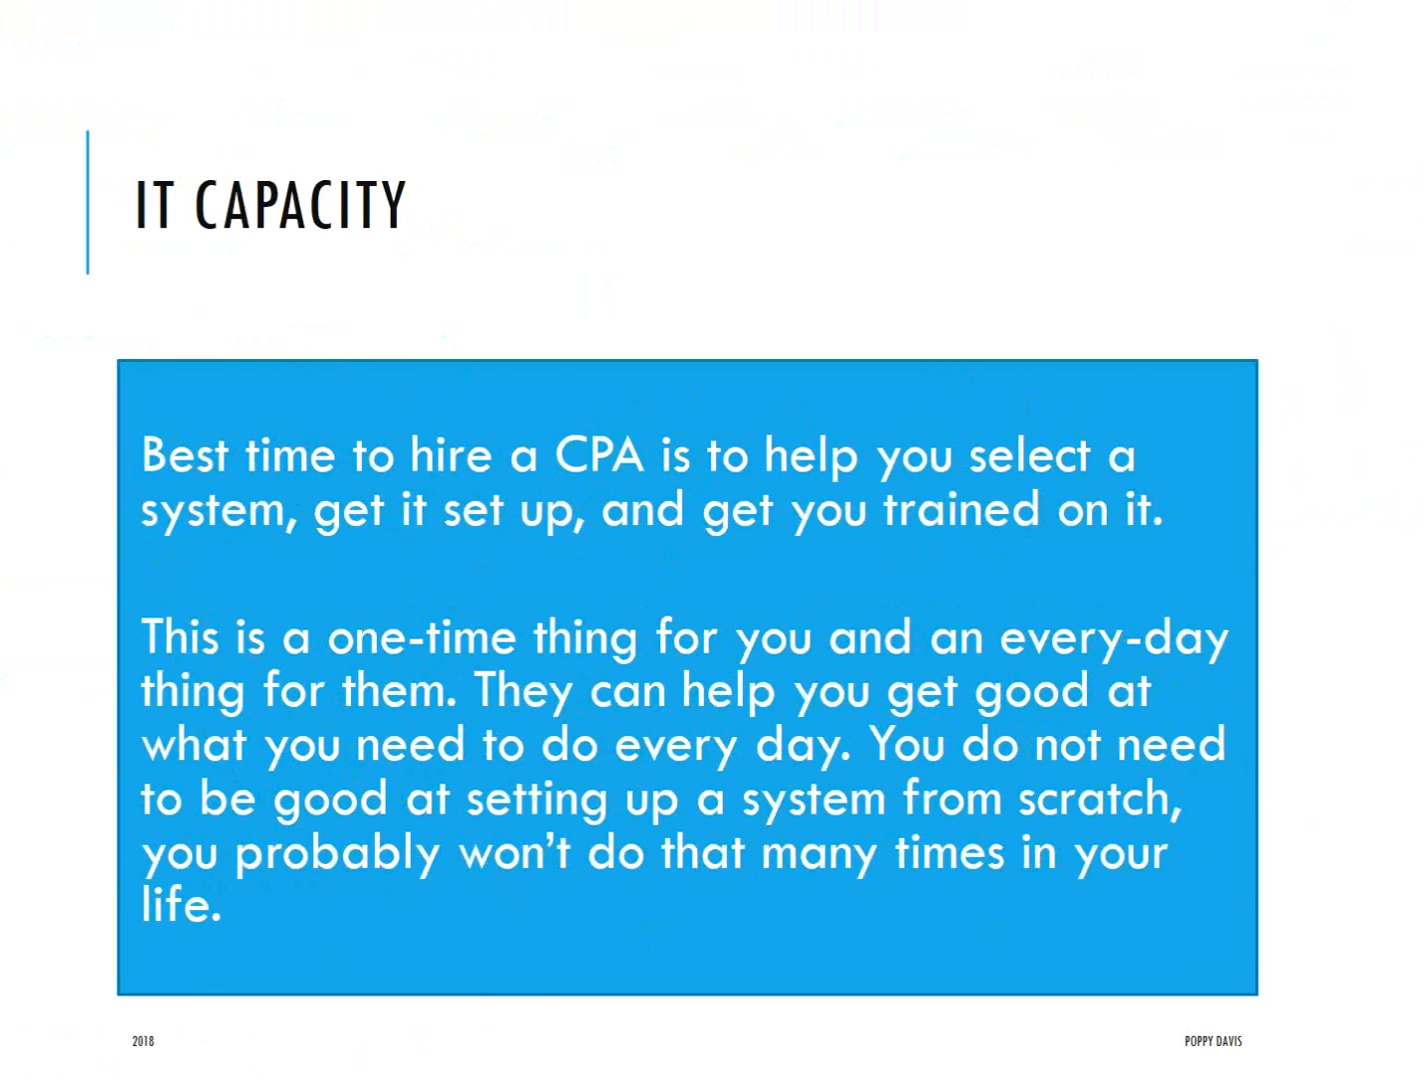 IT CAPACITY
Best time to hire a CPA is to help you select a
system, get it set up, and get you trained on it.
This is a one-time thing for you and an every-day
thing for them. They can help you get good at
what you need to do every day. You do not need
to be good at setting up a system from scratch,
you probably won’t do that many times in your
life.
2018
POPPY DAVIS